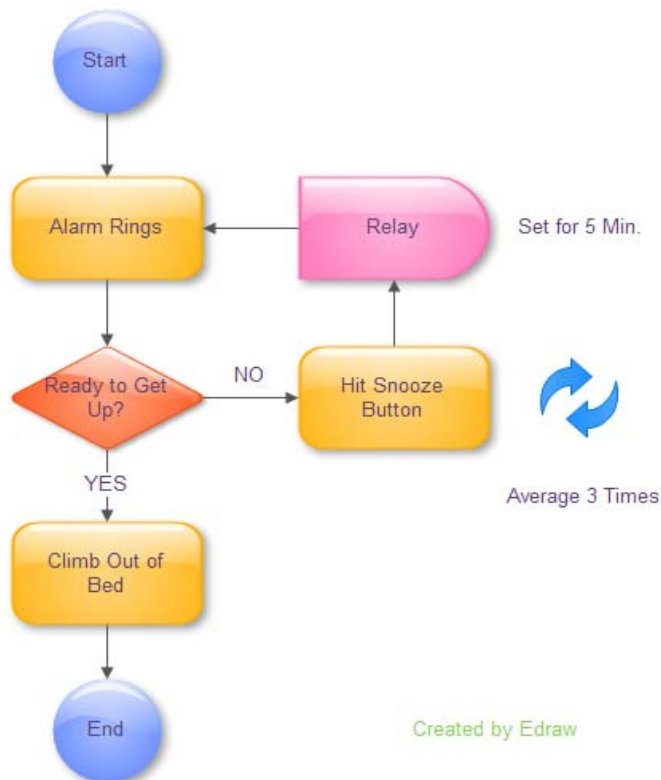 Start
Alarm Rings
Relay
Set for 5 Min.
Ready to Get
Up?
NO
Hit Snooze
Button
YES
Average 3 Times
Climb Out of
Bed
End
Created by Edraw